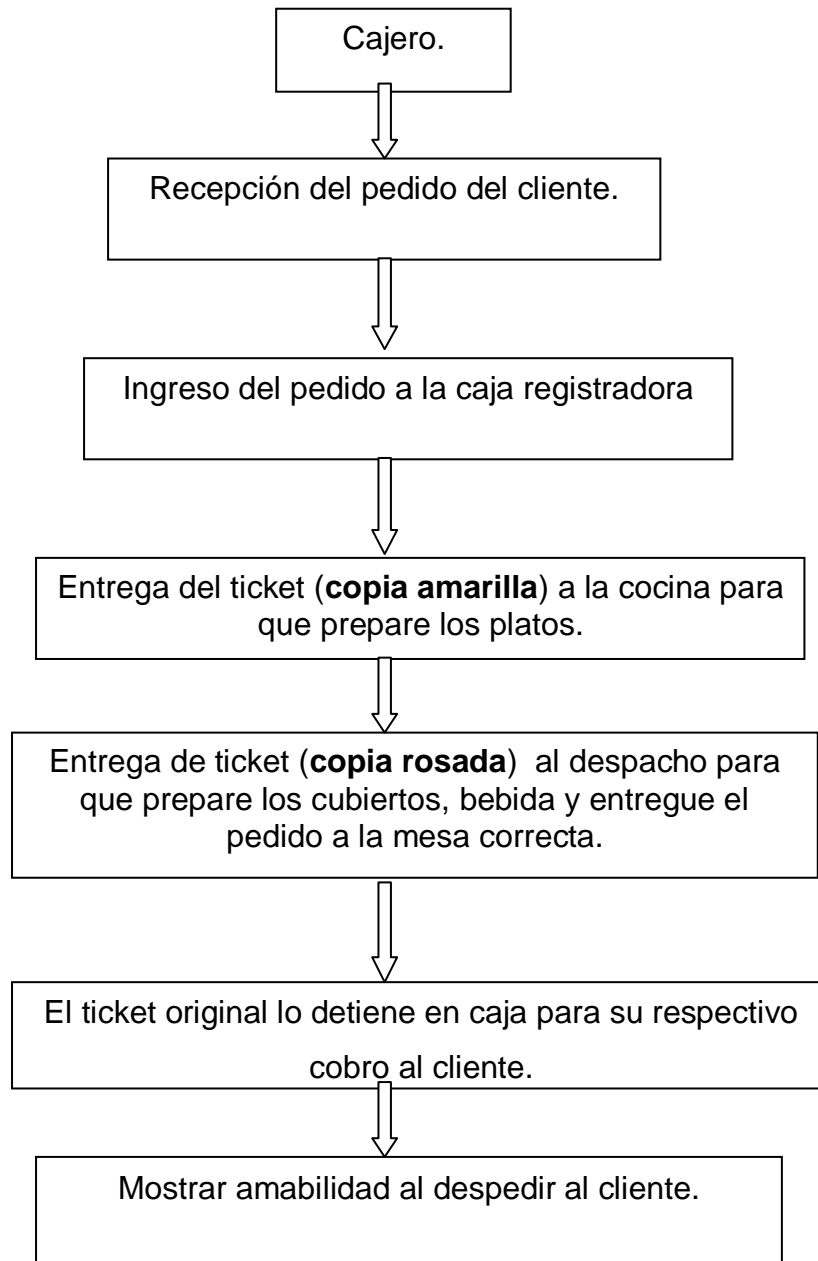 Cajero.
Recepción del pedido del cliente.
Ingreso del pedido a la caja registradora
Entrega del ticket (copia amarilla) a la cocina para
que prepare los platos.
Entrega de ticket (copia rosada)  al despacho para
que prepare los cubiertos, bebida y entregue el
pedido a la mesa correcta.
El ticket original lo detiene en caja para su respectivo
cobro al cliente.
Mostrar amabilidad al despedir al cliente.